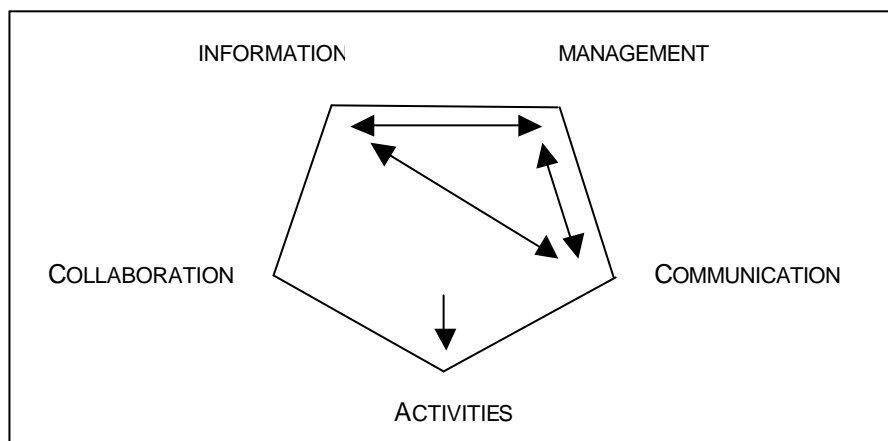 INFORMATION
MANAGEMENT
COLLABORATION
COMMUNICATION
ACTIVITIES